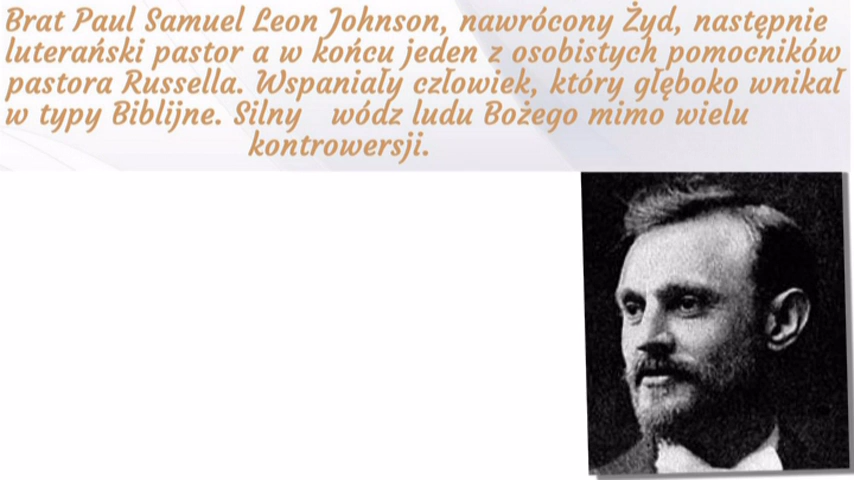 Brat Paul Samuel Leon Johnson, nawrócony Żyd, następnie
luterański pastor a w końcu jeden z osobistych pomocników
pastora Russella. Wspaniały człowiek, który głęboko wnikał
w typy Biblijne. Silny wódz ludu Bożego mimo wielu
kontrowersji.